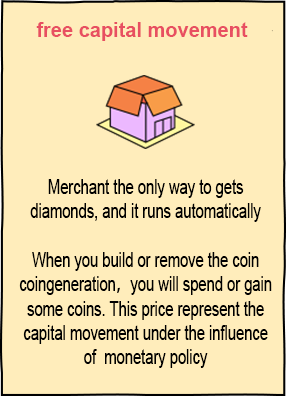 free capital movement
Merchant the only way to gets
diamonds, and it runs automatically
When you build or remove the coin
coingeneration, you will spend or gain
some coins. This price represent the
capital movement under the influence
of monetary policy